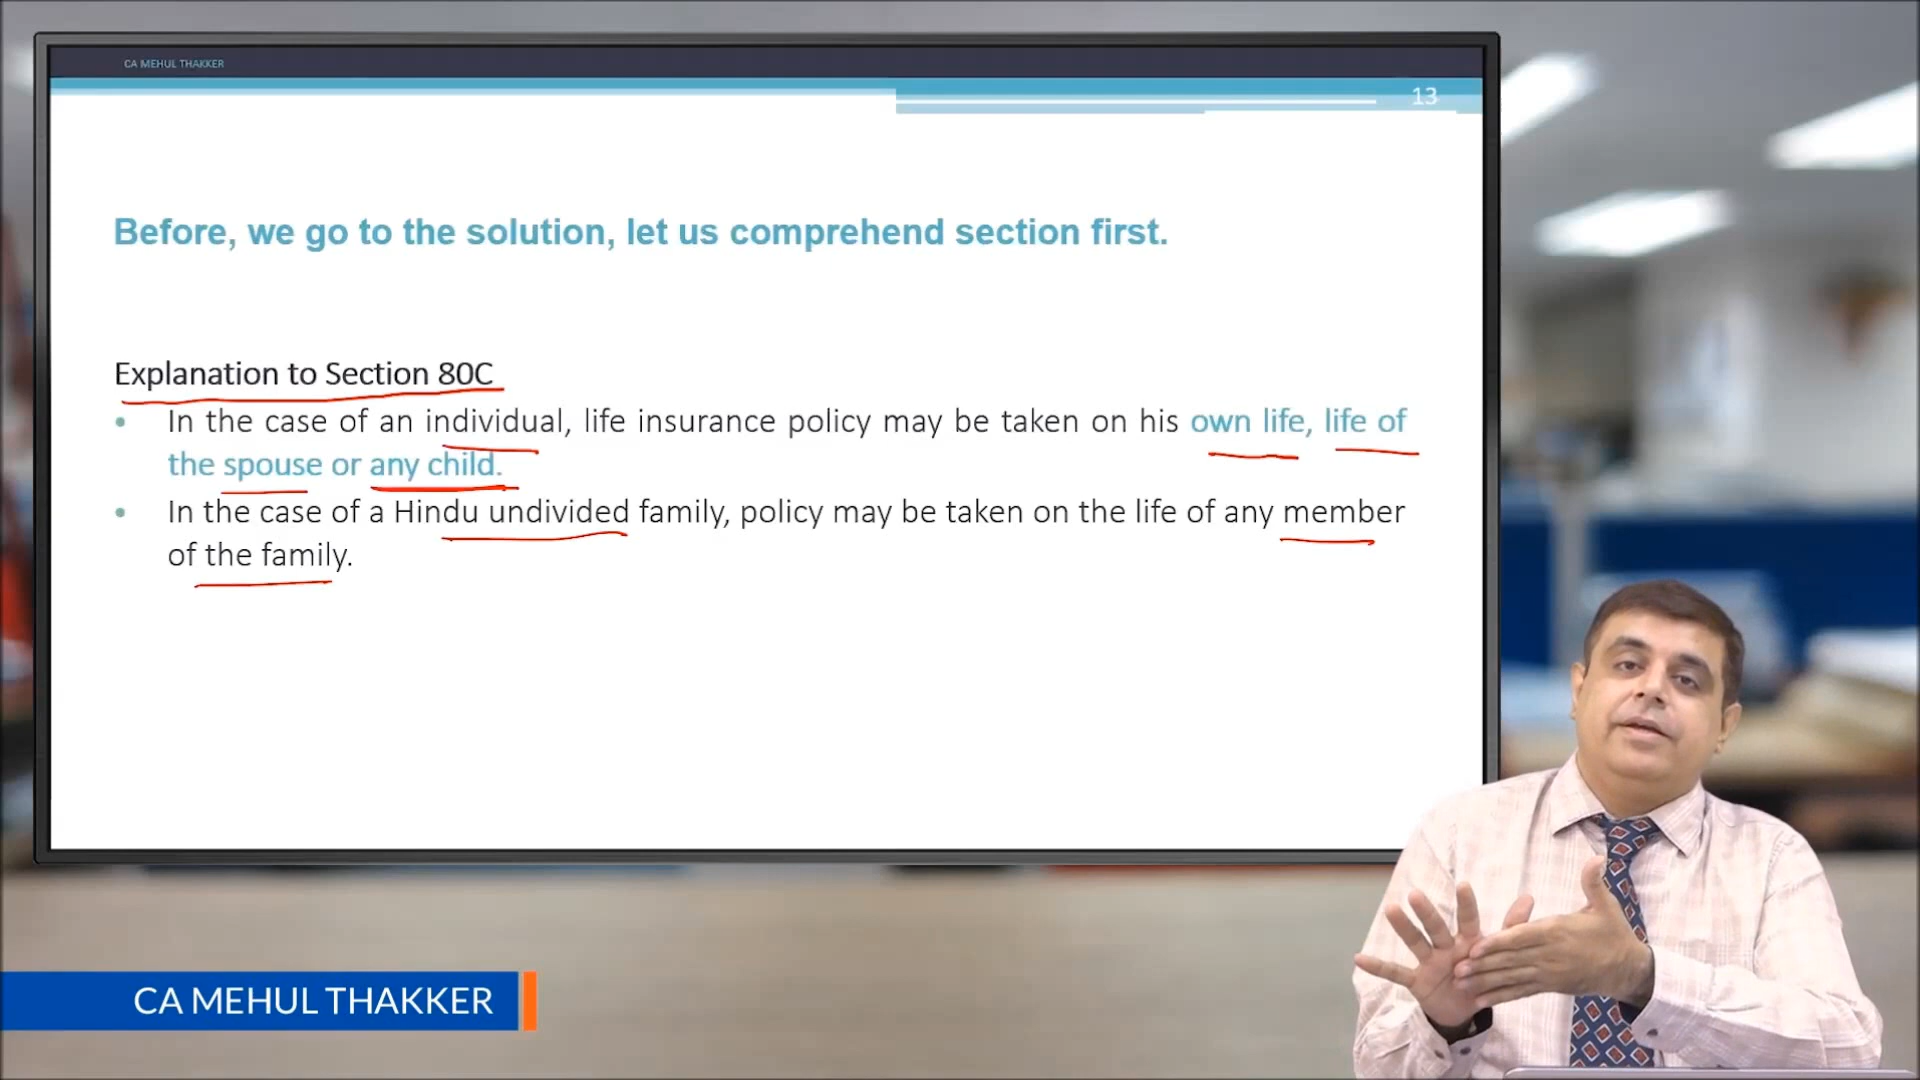 CA MEHUL THAKKER
13
Before, we go to the solution, let us comprehend section first.
Explanation to Section 80C
• In the case of an individual, life insurance policy may be taken on his own life, life of
the spouse or any child.
• In the case of a Hindu undivided family, policy may be taken on the life of any member
of the family.
CA MEHUL THAKKER